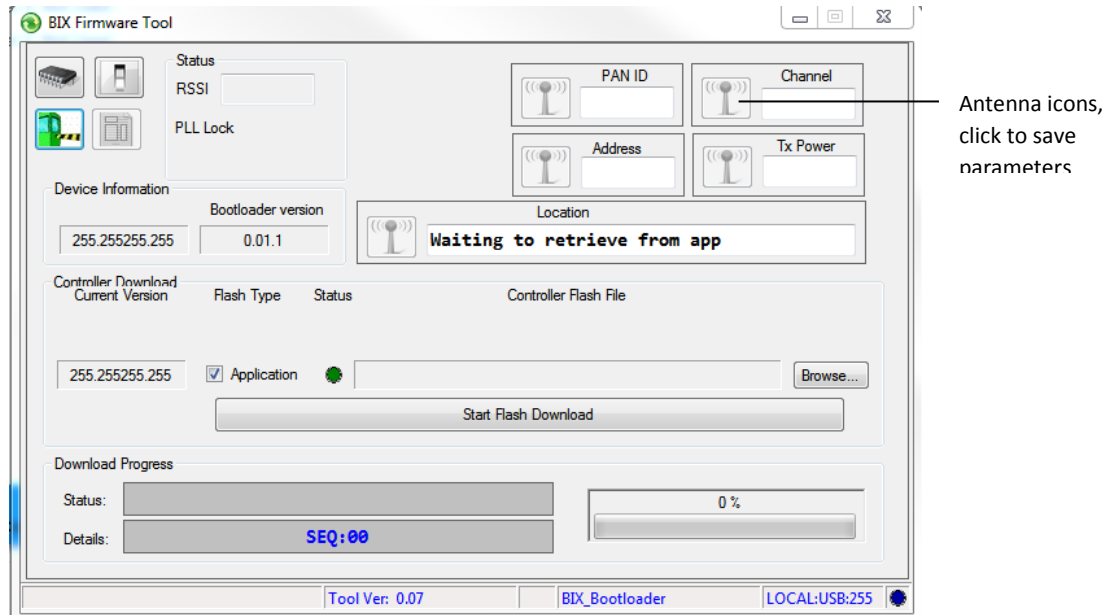 BIX Firmware Tool
Status
RSSI
PLL Lock
PAN ID
Channel
Address
Tx Power
Antenna icons,
click to save
parameters
Device Information
Bootloader version
255.255255.255
0.01.1
Location
Waiting to retrieve from app
Controller Download
Current Version
Flash Type
Status
Controller Flash File
255.255255.255
Application
Browse...
Start Flash Download
Download Progress
Status:
0 %
Details:
SEQ:00
Tool Ver: 0.07
BIX_Bootloader
LOCAL:USB:255